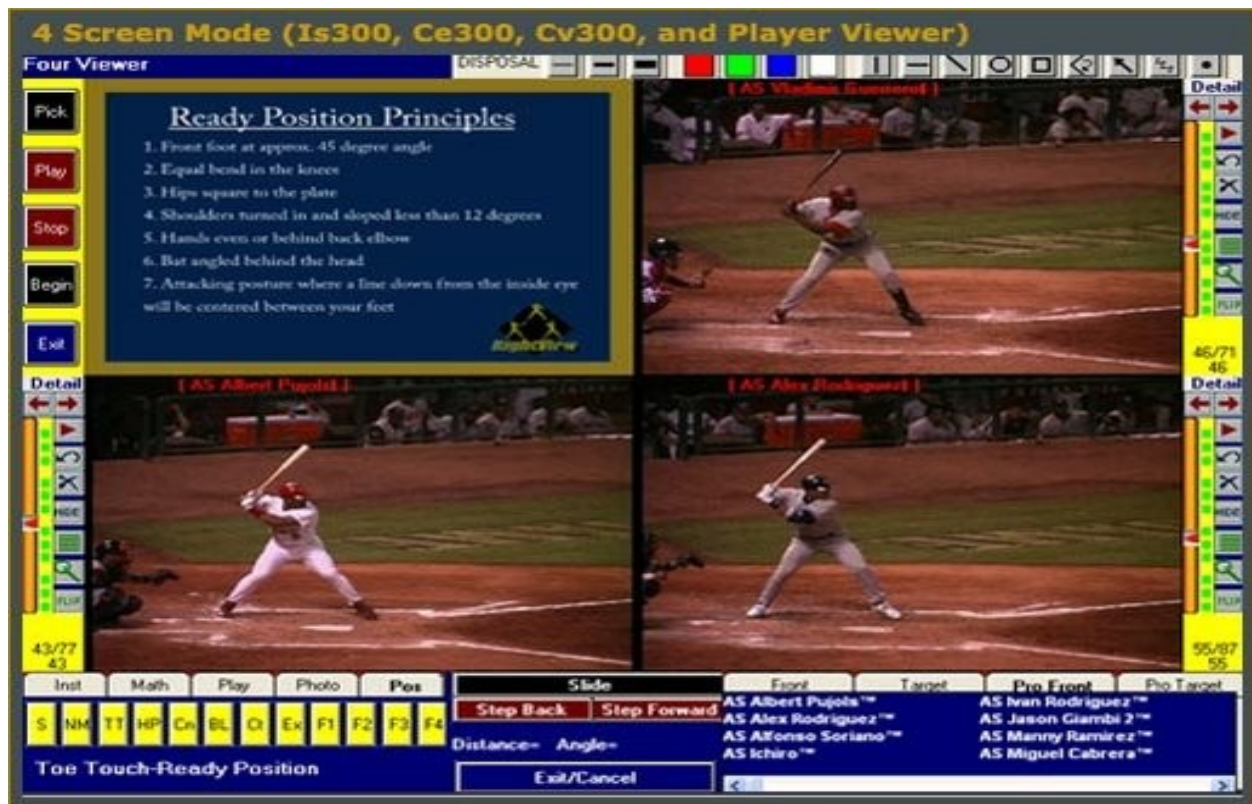 4 Screen Mode (Is300, Ce300, Cv300, and Player Viewer)
Four Viewer
DISPOSAL
Pick
Play
Stop
Begin
Exit
Ready Position Principles
1. Front foot at approx. 45 degree angle
2. Equal bend in the knees
3. Hips square to the plate
4. Shoulders turned in and sloped less than 12 degrees
5. Hands even or behind back elbow
6. Bat angled behind the head
7. Attacking posture where a line down from the inside eye
will be centered between your feet
RightView
[ AS Vladimir Guerrero1 ]
Detail
HIDE
FLIP
46/71
46
Detail
HIDE
FLIP
43/77
43
[ AS Albert Pujols ]
[ AS Alex Rodriguez1 ]
Detail
HIDE
FLIP
55/87
55
Inst Math Play Photo Pos
S NM TT HP Cn BL Ct Ex F1 F2 F3 F4
Toe Touch-Ready Position
Slide
Step Back Step Forward
Distance= Angle=
Exit/Cancel
Front Target Pro Front Pro Target
AS Albert Pujols™ AS Ivan Rodriguez™
AS Alex Rodriguez™ AS Jason Giambi 2™
AS Alfonso Soriano™ AS Manny Ramirez™
AS Ichiro™ AS Miguel Cabrera™